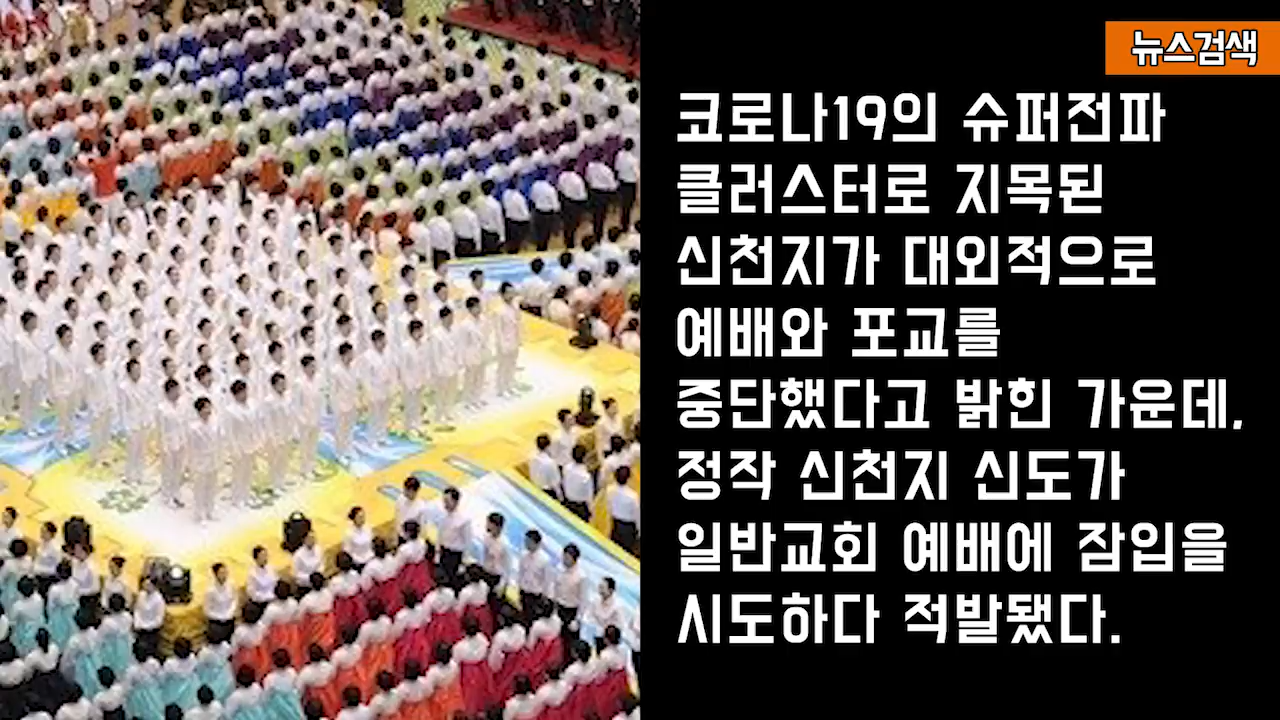 뉴스검색
코로나19의 슈퍼전파
클러스터로 지목된
신천지가 대외적으로
예배와 포교를
중단했다고 밝힌 가운데,
정작 신천지 신도가
일반교회 예배에 잠입을
시도하다 적발됐다.